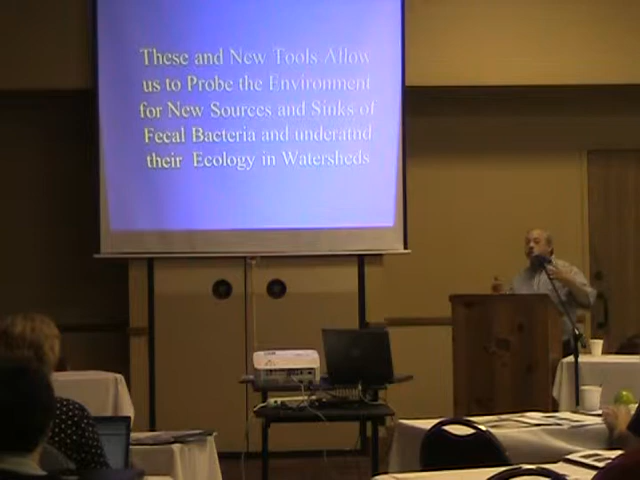 These and New Tools Allow
us to Probe the Environment
for New Sources and Sinks of
Fecal Bacteria and underatnd
their Ecology in Watersheds